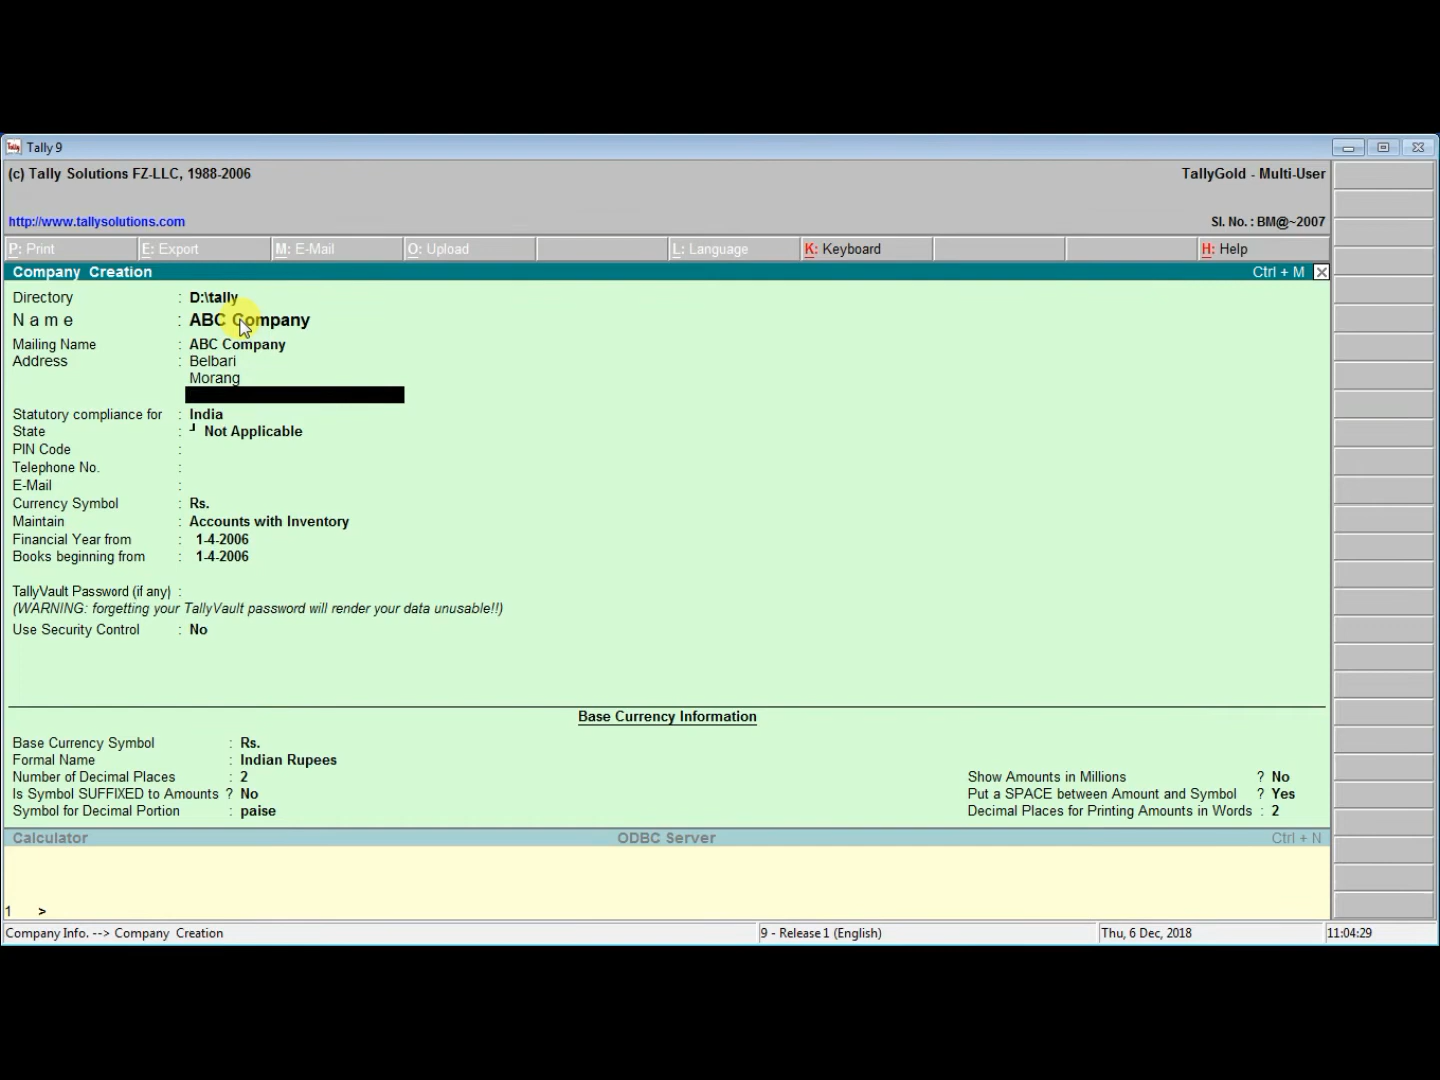 Tally 9
(c) Tally Solutions FZ-LLC, 1988-2006 TallyGold - Multi-User
http://www.tallysolutions.com Sl. No. : BM@~2007
P: Print E: Export M: E-Mail O: Upload L: Language K: Keyboard H: Help
Company Creation Ctrl + M
Directory : D:\tally
Name : ABC Company
Mailing Name : ABC Company
Address : Belbari
Morang
Statutory compliance for : India
State : ┘ Not Applicable
PIN Code :
Telephone No. :
E-Mail :
Currency Symbol : Rs.
Maintain : Accounts with Inventory
Financial Year from : 1-4-2006
Books beginning from : 1-4-2006
TallyVault Password (if any) :
(WARNING: forgetting your TallyVault password will render your data unusable!!)
Use Security Control : No
Base Currency Information
Base Currency Symbol : Rs.
Formal Name : Indian Rupees
Number of Decimal Places : 2 Show Amounts in Millions ? No
Is Symbol SUFFIXED to Amounts ? No Put a SPACE between Amount and Symbol ? Yes
Symbol for Decimal Portion : paise Decimal Places for Printing Amounts in Words : 2
Calculator ODBC Server Ctrl + N
1 >
Company Info. --> Company Creation 9 - Release 1 (English) Thu, 6 Dec, 2018 11:04:29